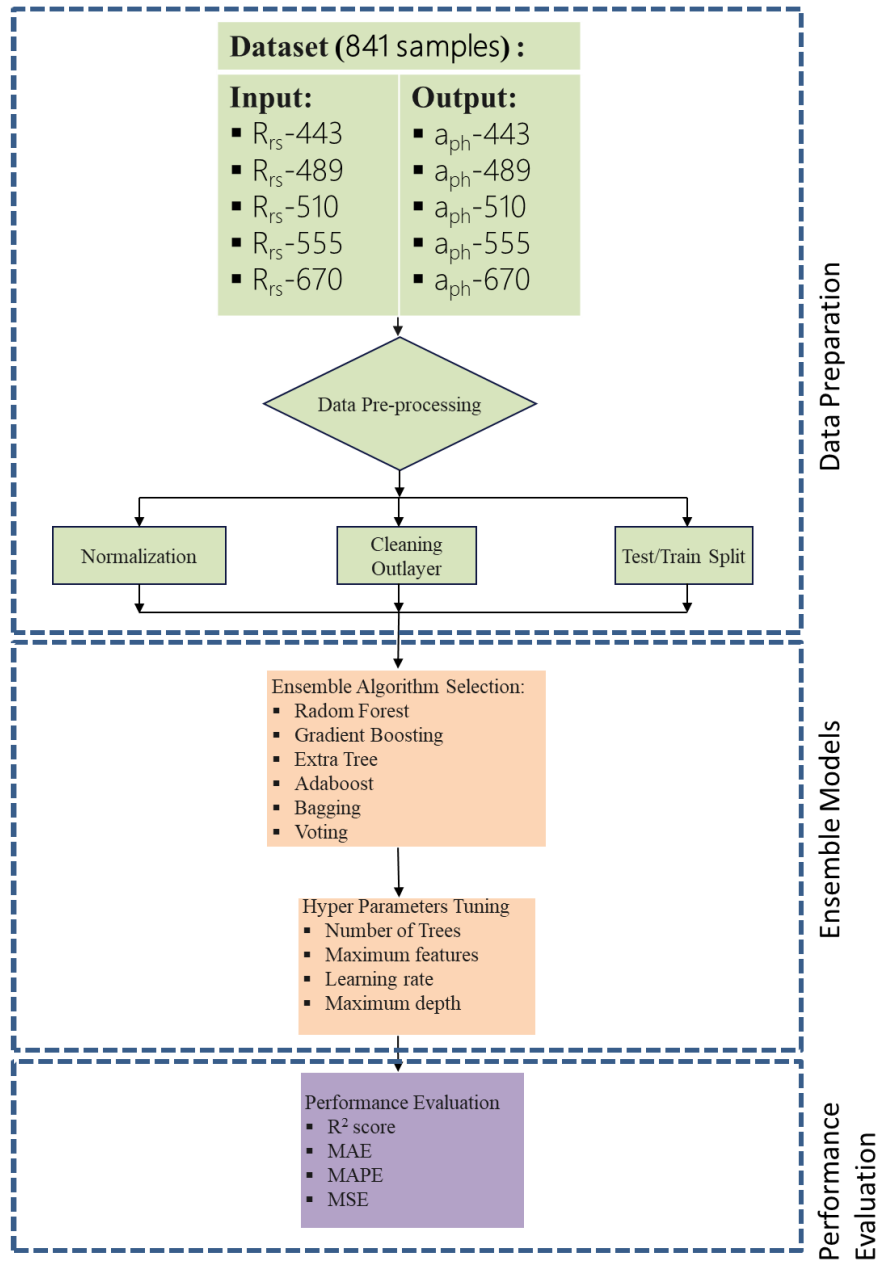 Dataset (841 samples) :
Input:
▪ Rrs-443
▪ Rrs-489
▪ Rrs-510
▪ Rrs-555
▪ Rrs-670
Output:
▪ aph-443
▪ aph-489
▪ aph-510
▪ aph-555
▪ aph-670
Data Pre-processing
Normalization
Cleaning
Outlayer
Test/Train Split
Data Preparation
Ensemble Algorithm Selection:
▪ Radom Forest
▪ Gradient Boosting
▪ Extra Tree
▪ Adaboost
▪ Bagging
▪ Voting
Hyper Parameters Tuning
▪ Number of Trees
▪ Maximum features
▪ Learning rate
▪ Maximum depth
Ensemble Models
Performance Evaluation
▪ R² score
▪ MAE
▪ MAPE
▪ MSE
Performance
Evaluation